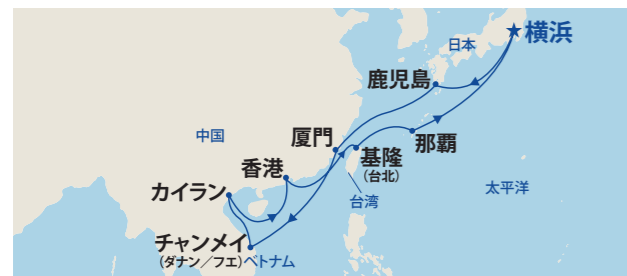 ★横浜
日本
鹿児島
中国
厦門
那覇
基隆
（台北）
香港
カイラン
台湾
太平洋
チャンメイ
（ダナン／フエ）
ベトナム